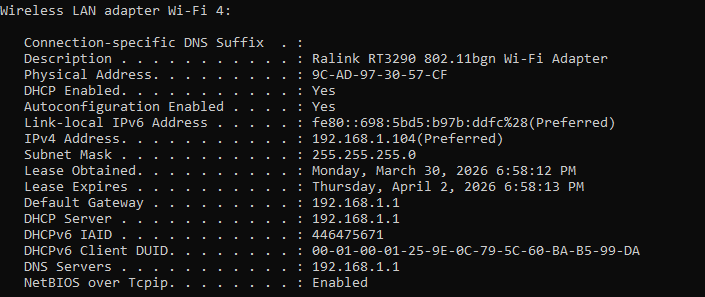 Wireless LAN adapter Wi-Fi 4:
Connection-specific DNS Suffix  . :
Description . . . . . . . . . . . : Ralink RT3290 802.11bgn Wi-Fi Adapter
Physical Address. . . . . . . . . : 9C-AD-97-30-57-CF
DHCP Enabled. . . . . . . . . . . : Yes
Autoconfiguration Enabled . . . . : Yes
Link-local IPv6 Address . . . . . : fe80::698:5bd5:b97b:ddfc%28(Preferred)
IPv4 Address. . . . . . . . . . . : 192.168.1.104(Preferred)
Subnet Mask . . . . . . . . . . . : 255.255.255.0
Lease Obtained. . . . . . . . . . : Monday, March 30, 2026 6:58:12 PM
Lease Expires . . . . . . . . . . : Thursday, April 2, 2026 6:58:13 PM
Default Gateway . . . . . . . . . : 192.168.1.1
DHCP Server . . . . . . . . . . . : 192.168.1.1
DHCPv6 IAID . . . . . . . . . . . : 446475671
DHCPv6 Client DUID. . . . . . . . : 00-01-00-01-25-9E-0C-79-5C-60-BA-B5-99-DA
DNS Servers . . . . . . . . . . . : 192.168.1.1
NetBIOS over Tcpip. . . . . . . . : Enabled